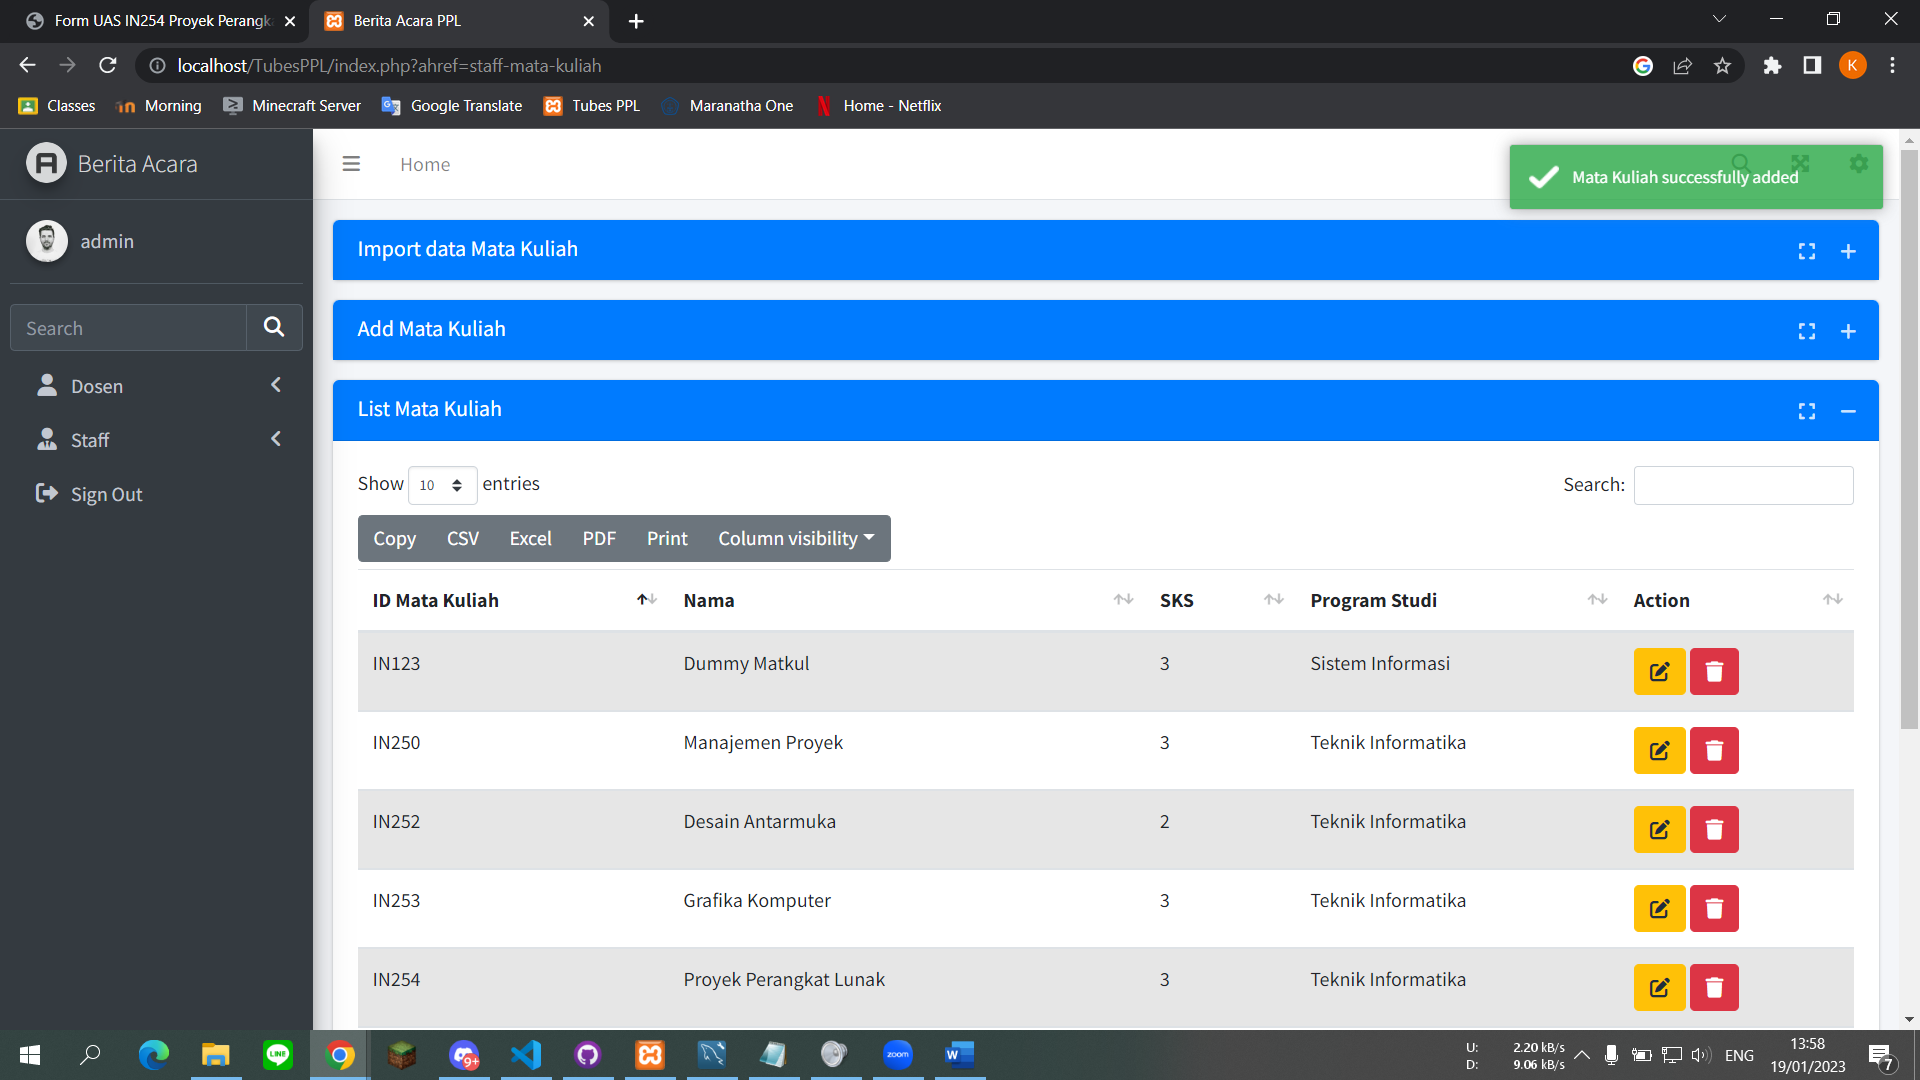 Form UAS IN254 Proyek Perangka
Berita Acara PPL
localhost/TubesPPL/index.php?ahref=staff-mata-kuliah
K
Classes
Morning
Minecraft Server
Google Translate
Tubes PPL
Maranatha One
Home - Netflix
Berita Acara
Home
Mata Kuliah successfully added
admin
Search
Dosen
Staff
Sign Out
Import data Mata Kuliah
Add Mata Kuliah
List Mata Kuliah
Show 10 entries
Search:
Copy CSV Excel PDF Print Column visibility
ID Mata Kuliah Nama SKS Program Studi Action
IN123 Dummy Matkul 3 Sistem Informasi
IN250 Manajemen Proyek 3 Teknik Informatika
IN252 Desain Antarmuka 2 Teknik Informatika
IN253 Grafika Komputer 3 Teknik Informatika
IN254 Proyek Perangkat Lunak 3 Teknik Informatika
LINE
9+
zoom
W
U: 2.20 kB/s
D: 9.06 kB/s
ENG
13:58
19/01/2023
7